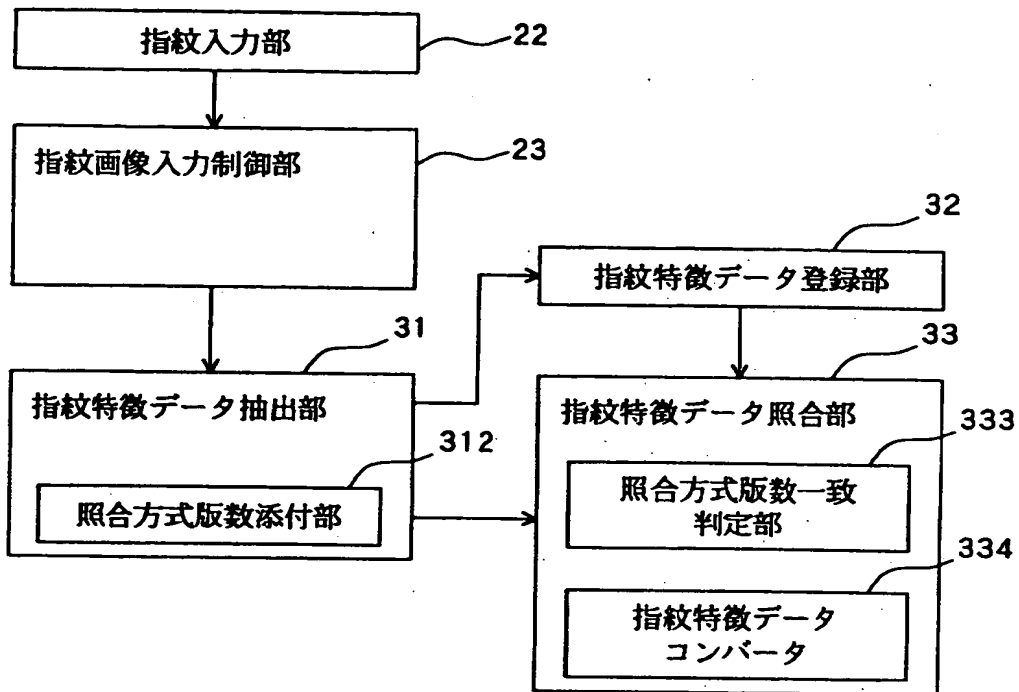 指紋入力部
22
指紋画像入力制御部
23
32
指紋特徴データ登録部
31
指紋特徴データ抽出部
312
照合方式版数添付部
33
指紋特徴データ照合部
333
照合方式版数一致
判定部
334
指紋特徴データ
コンバータ